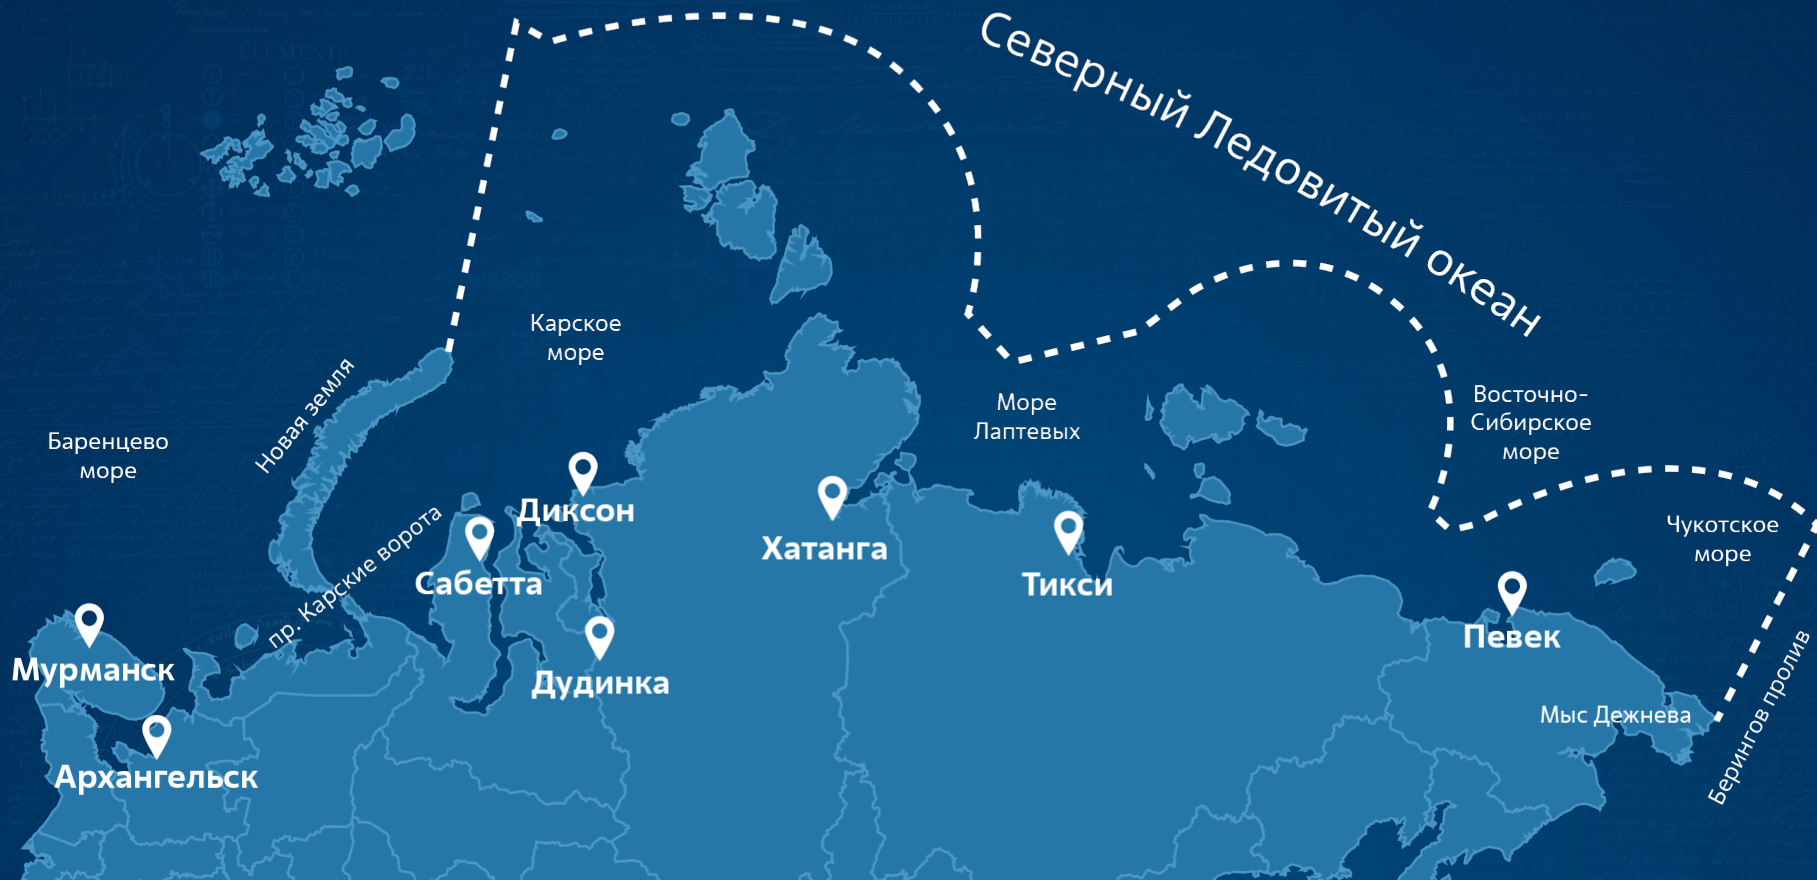 Северный Ледовитый океан
Карское
море
Новая земля
Баренцево
море
Море
Лаптевых
Восточно-
Сибирское
море
Диксон
Хатанга
Тикси
Чукотское
море
пр. Карские ворота
Сабетта
Певек
Мурманск
Дудинка
Мыс Дежнева
Берингов пролив
Архангельск
ELEMENTS